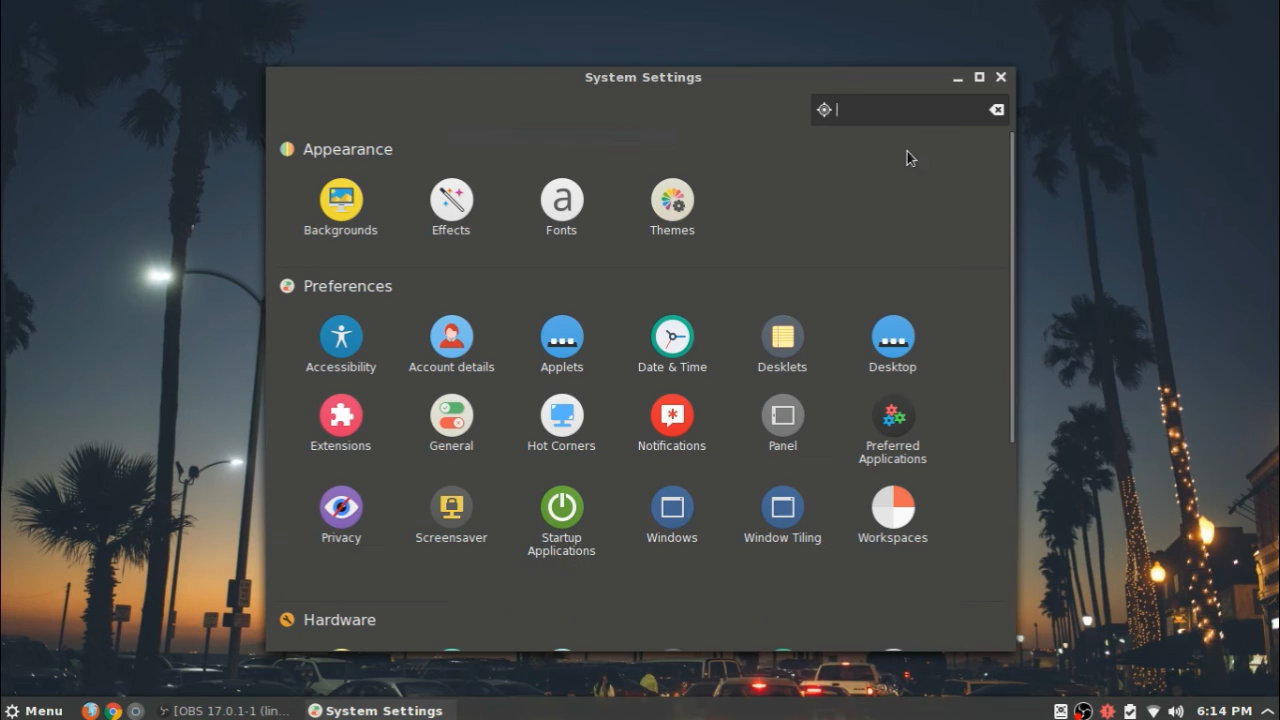 System Settings
Appearance
Backgrounds
Effects
a
Fonts
Themes
Preferences
Accessibility
Account details
Applets
Date & Time
Desklets
Desktop
Extensions
General
Hot Corners
Notifications
Panel
Preferred
Applications
Privacy
Screensaver
Startup
Applications
Windows
Window Tiling
Workspaces
Hardware
Menu
[OBS 17.0.1-1 (lin...
System Settings
6:14 PM